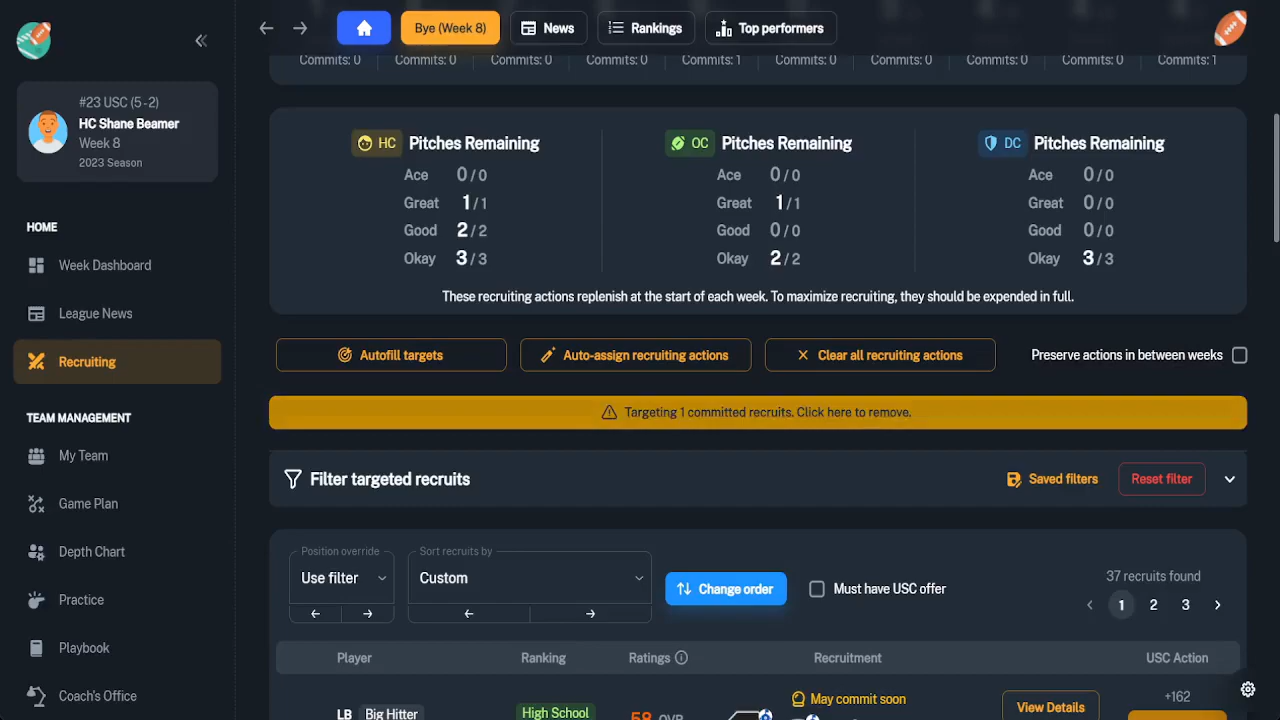 Bye (Week 8)
News
Rankings
Top performers
Commits: 0
Commits: 0
Commits: 0
Commits: 0
Commits: 1
Commits: 0
Commits: 0
Commits: 0
Commits: 0
Commits: 1
#23 USC (5-2)
HC Shane Beamer
Week 8
2023 Season
HOME
Week Dashboard
League News
Recruiting
TEAM MANAGEMENT
My Team
Game Plan
Depth Chart
Practice
Playbook
Coach's Office
HC Pitches Remaining
Ace 0/0
Great 1/1
Good 2/2
Okay 3/3
OC Pitches Remaining
Ace 0/0
Great 1/1
Good 0/0
Okay 2/2
DC Pitches Remaining
Ace 0/0
Great 0/0
Good 0/0
Okay 3/3
These recruiting actions replenish at the start of each week. To maximize recruiting, they should be expended in full.
Autofill targets
Auto-assign recruiting actions
Clear all recruiting actions
Preserve actions in between weeks
Targeting 1 committed recruits. Click here to remove.
Filter targeted recruits
Saved filters
Reset filter
Position override
Use filter
Sort recruits by
Custom
Change order
Must have USC offer
37 recruits found
1 2 3
Player Ranking Ratings Recruitment USC Action
LB Big Hitter
High School
58 OVR
May commit soon
View Details
+162